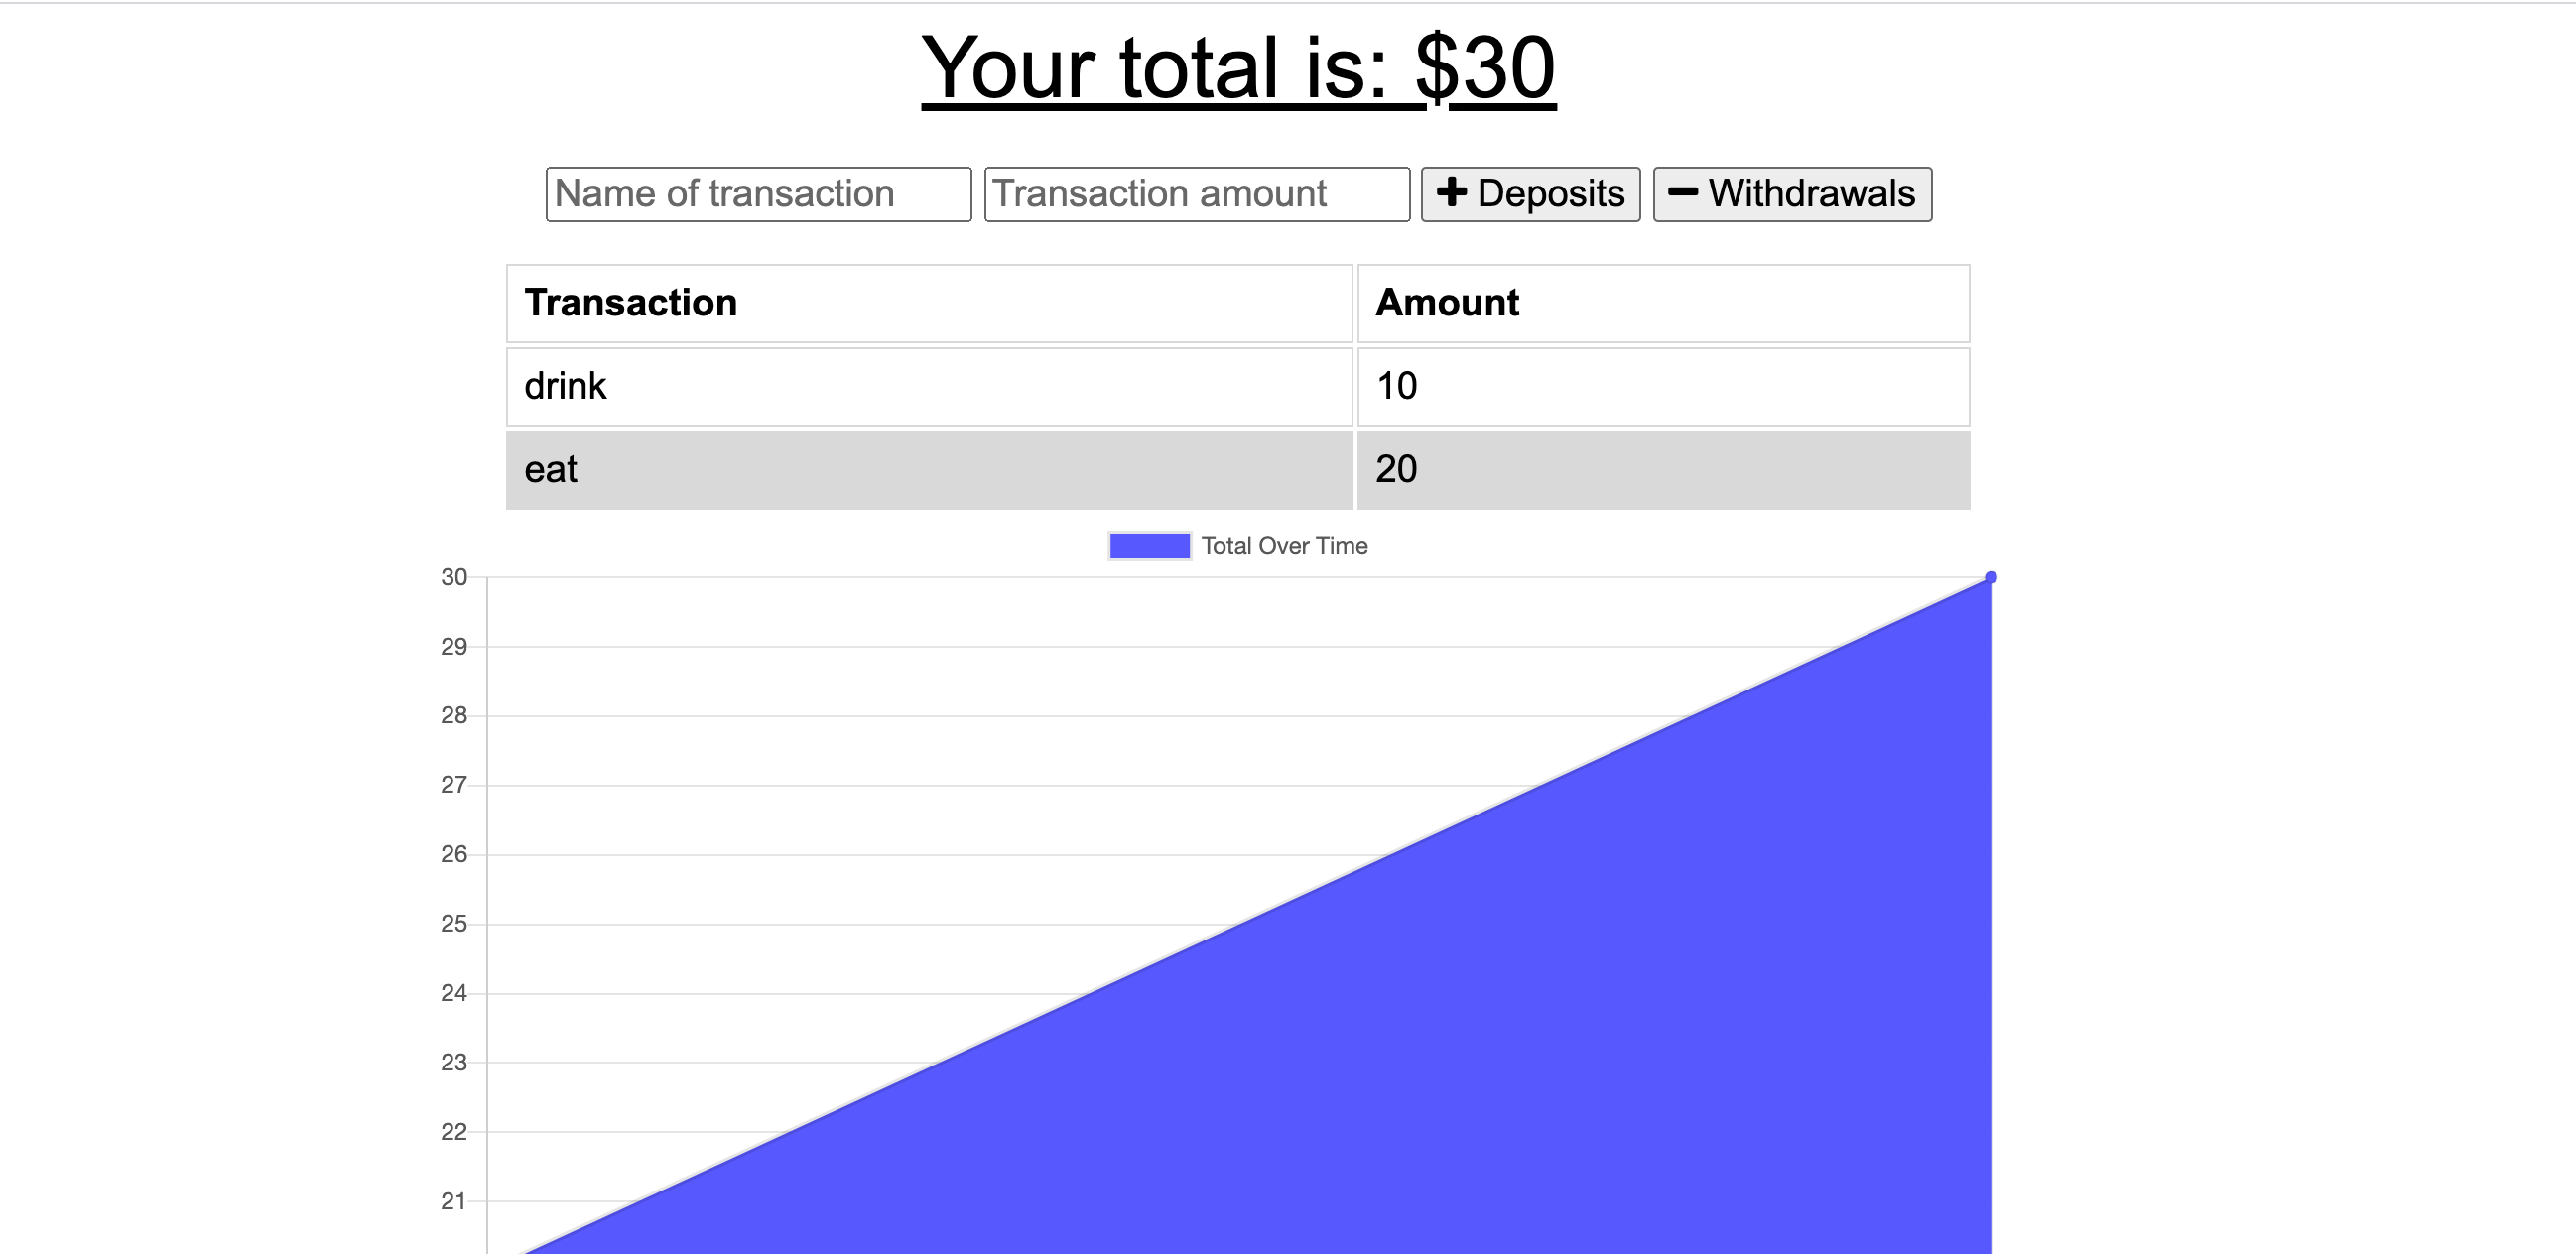 Your total is: $30
Name of transaction Transaction amount + Deposits − Withdrawals
Transaction Amount
drink 10
eat 20
Total Over Time
30
29
28
27
26
25
24
23
22
21